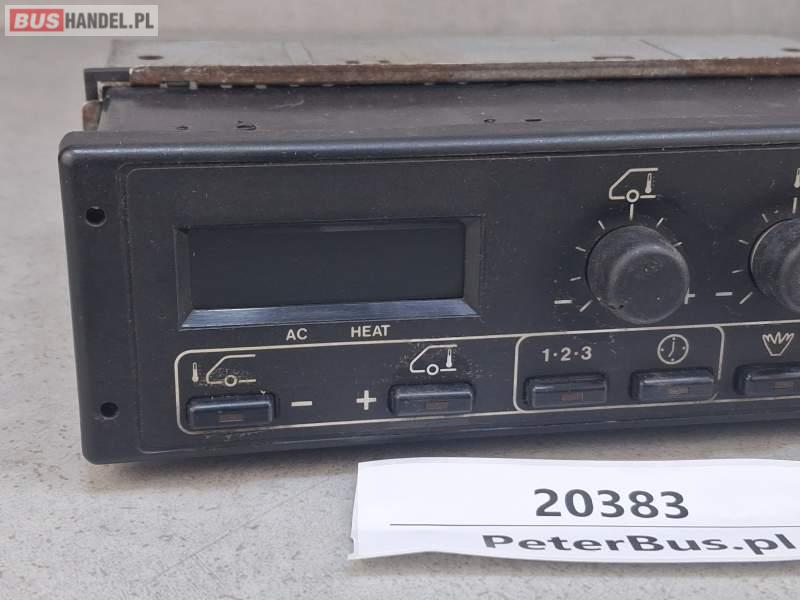 BUSHANDEL.PL
AC HEAT
1·2·3
- +
- + -
20383
PeterBus.pl